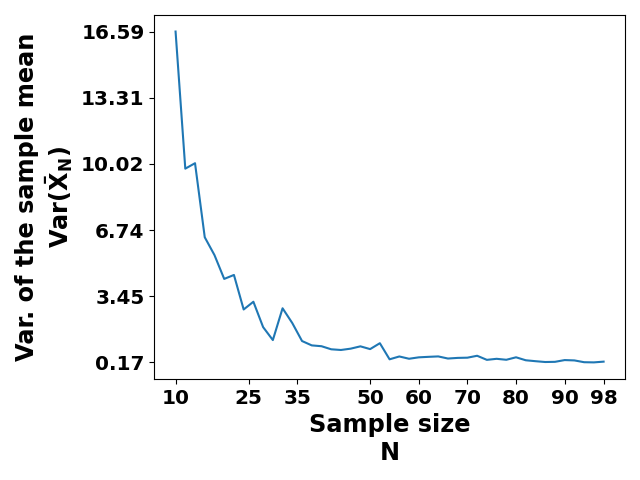 Var. of the sample mean
Var(X̄_N)
16.59
13.31
10.02
6.74
3.45
0.17
10 25 35 50 60 70 80 90 98
Sample size
N